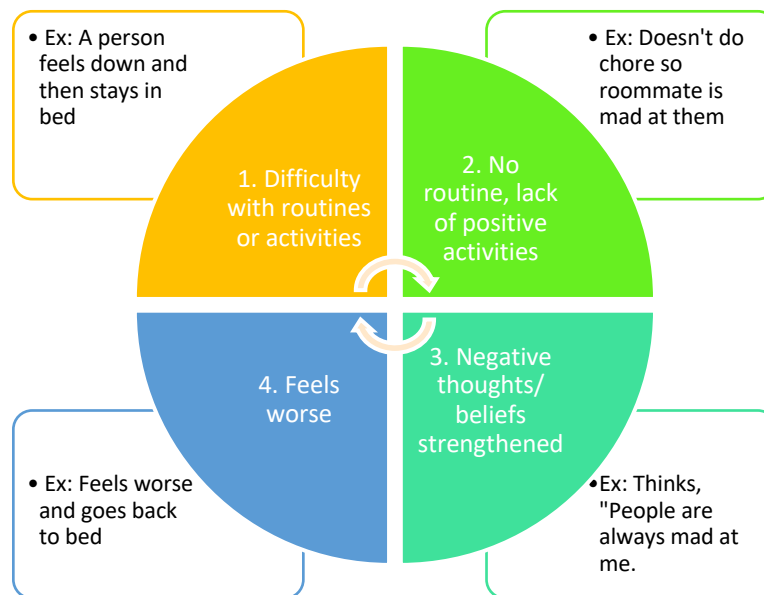 • Ex: A person
feels down and
then stays in
bed
• Ex: Doesn't do
chore so
roommate is
mad at them
1. Difficulty
with routines
or activities
2. No
routine, lack
of positive
activities
4. Feels
worse
3. Negative
thoughts/
beliefs
strengthened
• Ex: Feels worse
and goes back
to bed
• Ex: Thinks,
"People are
always mad at
me.